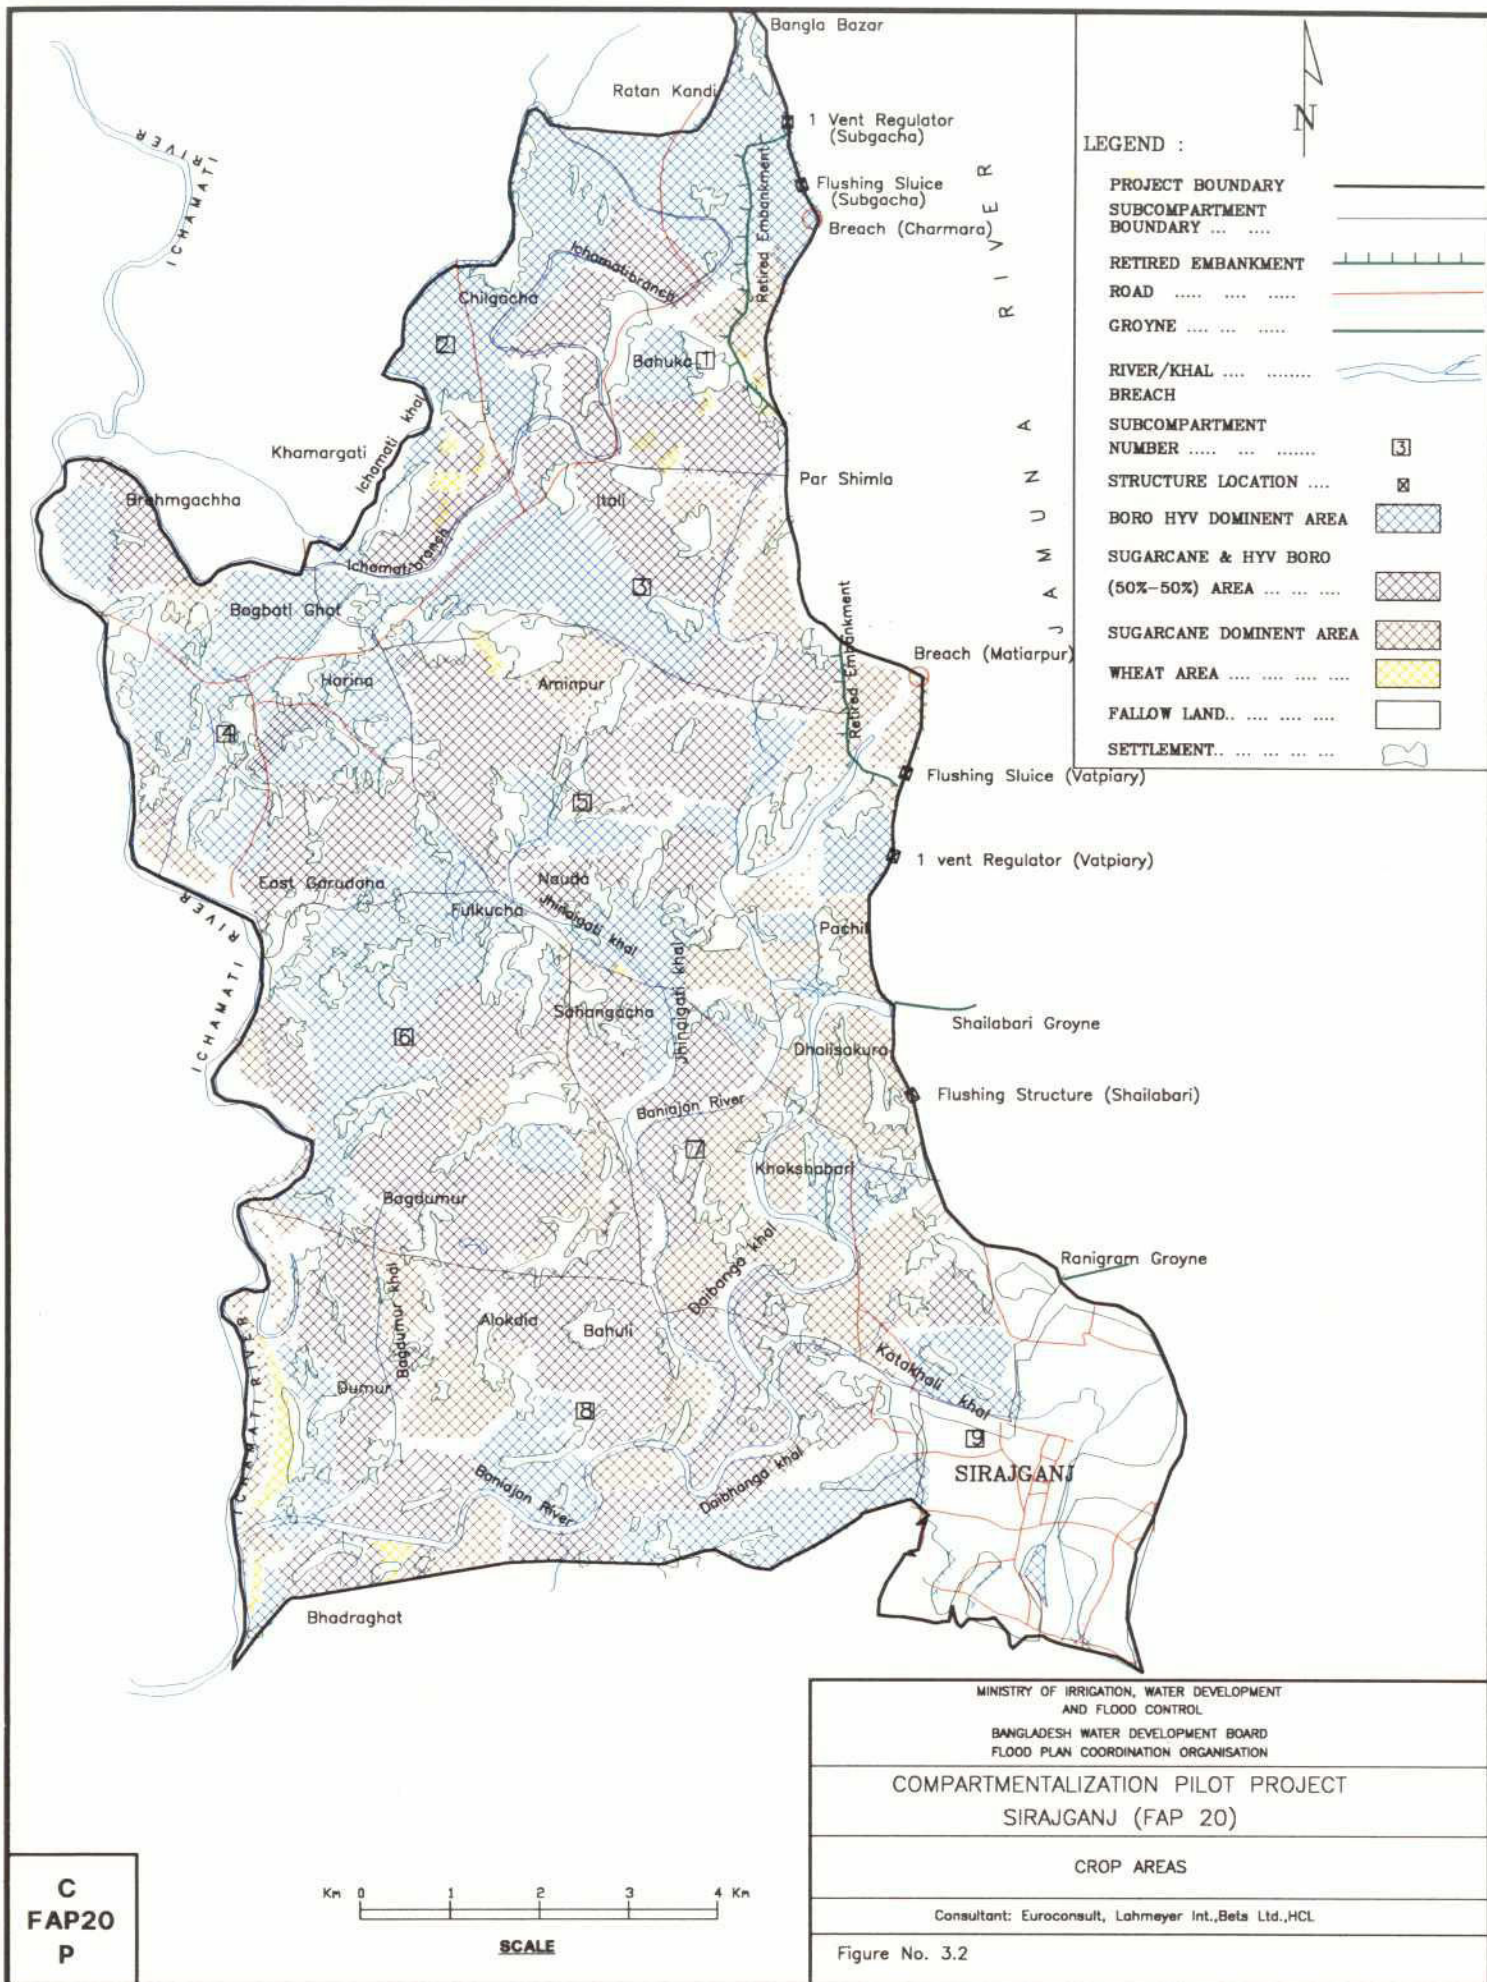 Bangla Bazar
Ratan Kandi
1 Vent Regulator
(Subgacha)
Flushing Sluice
(Subgacha)
Breach (Charmara)
Retired Embankment
Ichamati branch
Chilgacha
2
Bahuka
1
ICHAMATI
RIVER
Khamargati
Ichamati khal
Brahmgachha
Itali
Par Shimla
Ichamati branch
3
Bagbati Ghat
JAMUNA RIVER
Retired Embankment
Breach (Matiarpur)
Harina
Aminpur
4
5
Flushing Sluice (Vatpiary)
1 vent Regulator (Vatpiary)
East Garudaha
Nauda
Fulkucha
Jhinaigati khal
Pachil
ICHAMATI RIVER
Jhinaigati khal
Sahangacha
Shailabari Groyne
6
Dhalisakura
Flushing Structure (Shailabari)
Baniajan River
7
Khokshabari
Bagdumur
Daibanga khal
Ranigram Groyne
Bagdumur khal
Alokdia
Bahuli
ICHAMATI RIVER
Katakhali khal
Dumur
8
9
SIRAJGANJ
Baniajan River
Daibhanga khal
Bhadraghat
N
LEGEND :
PROJECT BOUNDARY
SUBCOMPARTMENT
BOUNDARY ... ....
RETIRED EMBANKMENT
ROAD ..... .... .....
GROYNE .... ... .....
RIVER/KHAL .... ........
BREACH
SUBCOMPARTMENT
NUMBER ..... ... ....... 3
STRUCTURE LOCATION ....
BORO HYV DOMINENT AREA
SUGARCANE & HYV BORO
(50%-50%) AREA ... ... ....
SUGARCANE DOMINENT AREA
WHEAT AREA .... .... .... ....
FALLOW LAND.. .... .... ....
SETTLEMENT.. ... ... ... ...
MINISTRY OF IRRIGATION, WATER DEVELOPMENT
AND FLOOD CONTROL
BANGLADESH WATER DEVELOPMENT BOARD
FLOOD PLAN COORDINATION ORGANISATION
COMPARTMENTALIZATION PILOT PROJECT
SIRAJGANJ (FAP 20)
CROP AREAS
Consultant: Euroconsult, Lahmeyer Int.,Bets Ltd.,HCL
Figure No. 3.2
C
FAP20
P
Km 0 1 2 3 4 Km
SCALE